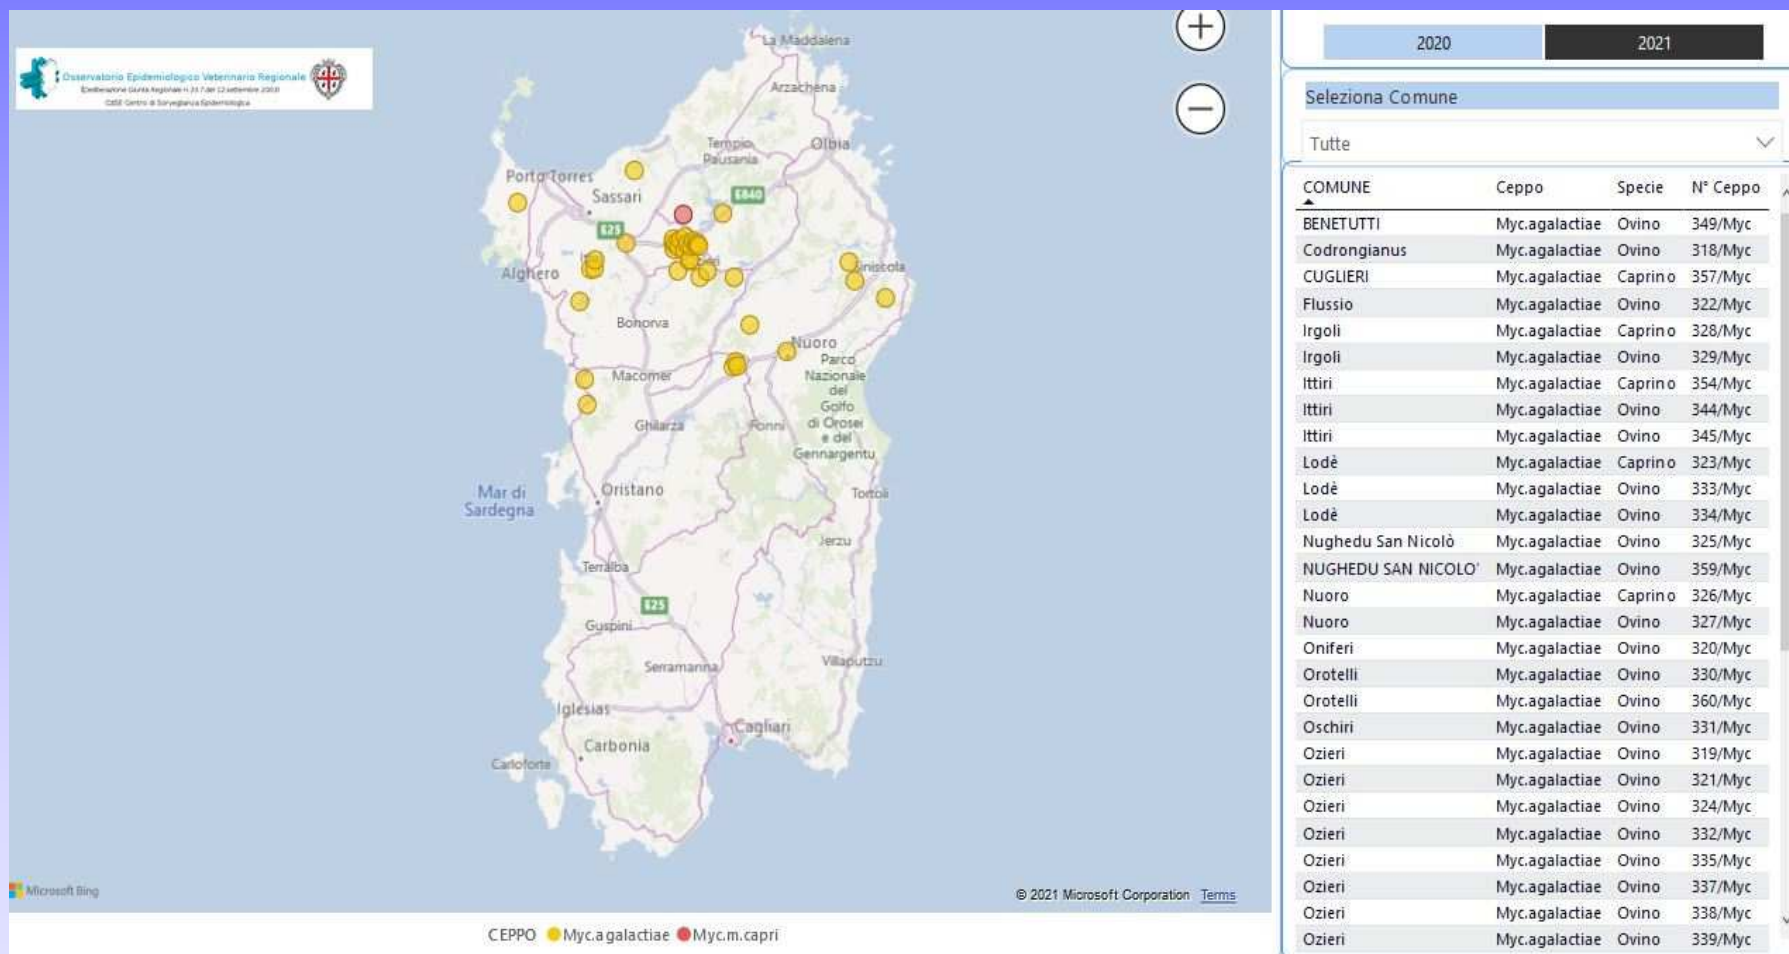 Osservatorio Epidemiologico Veterinario Regionale
La Maddalena
Arzachena
Tempio Pausania
Olbia
Porto Torres
Sassari
E840
E25
Alghero
Siniscola
Bonorva
Nuoro
Parco
Nazionale
del
Golfo
di Orosei
e del
Gennargentu
Macomer
Ghilarza
Fonni
Mar di
Sardegna
Oristano
Tortolì
Jerzu
Terralba
E25
Guspini
Serramanna
Villaputzu
Iglesias
Cagliari
Carbonia
Carloforte
Microsoft Bing
© 2021 Microsoft Corporation Terms
CEPPO Myc.agalactiae Myc.m.capri
2020 2021
Seleziona Comune
Tutte
COMUNE Ceppo Specie N° Ceppo
BENETUTTI Myc.agalactiae Ovino 349/Myc
Codrongianus Myc.agalactiae Ovino 318/Myc
CUGLIERI Myc.agalactiae Caprino 357/Myc
Flussio Myc.agalactiae Ovino 322/Myc
Irgoli Myc.agalactiae Caprino 328/Myc
Irgoli Myc.agalactiae Ovino 329/Myc
Ittiri Myc.agalactiae Caprino 354/Myc
Ittiri Myc.agalactiae Ovino 344/Myc
Ittiri Myc.agalactiae Ovino 345/Myc
Lodè Myc.agalactiae Caprino 323/Myc
Lodè Myc.agalactiae Ovino 333/Myc
Lodè Myc.agalactiae Ovino 334/Myc
Nughedu San Nicolò Myc.agalactiae Ovino 325/Myc
NUGHEDU SAN NICOLO' Myc.agalactiae Ovino 359/Myc
Nuoro Myc.agalactiae Caprino 326/Myc
Nuoro Myc.agalactiae Ovino 327/Myc
Oniferi Myc.agalactiae Ovino 320/Myc
Orotelli Myc.agalactiae Ovino 330/Myc
Orotelli Myc.agalactiae Ovino 360/Myc
Oschiri Myc.agalactiae Ovino 331/Myc
Ozieri Myc.agalactiae Ovino 319/Myc
Ozieri Myc.agalactiae Ovino 321/Myc
Ozieri Myc.agalactiae Ovino 324/Myc
Ozieri Myc.agalactiae Ovino 332/Myc
Ozieri Myc.agalactiae Ovino 335/Myc
Ozieri Myc.agalactiae Ovino 337/Myc
Ozieri Myc.agalactiae Ovino 338/Myc
Ozieri Myc.agalactiae Ovino 339/Myc